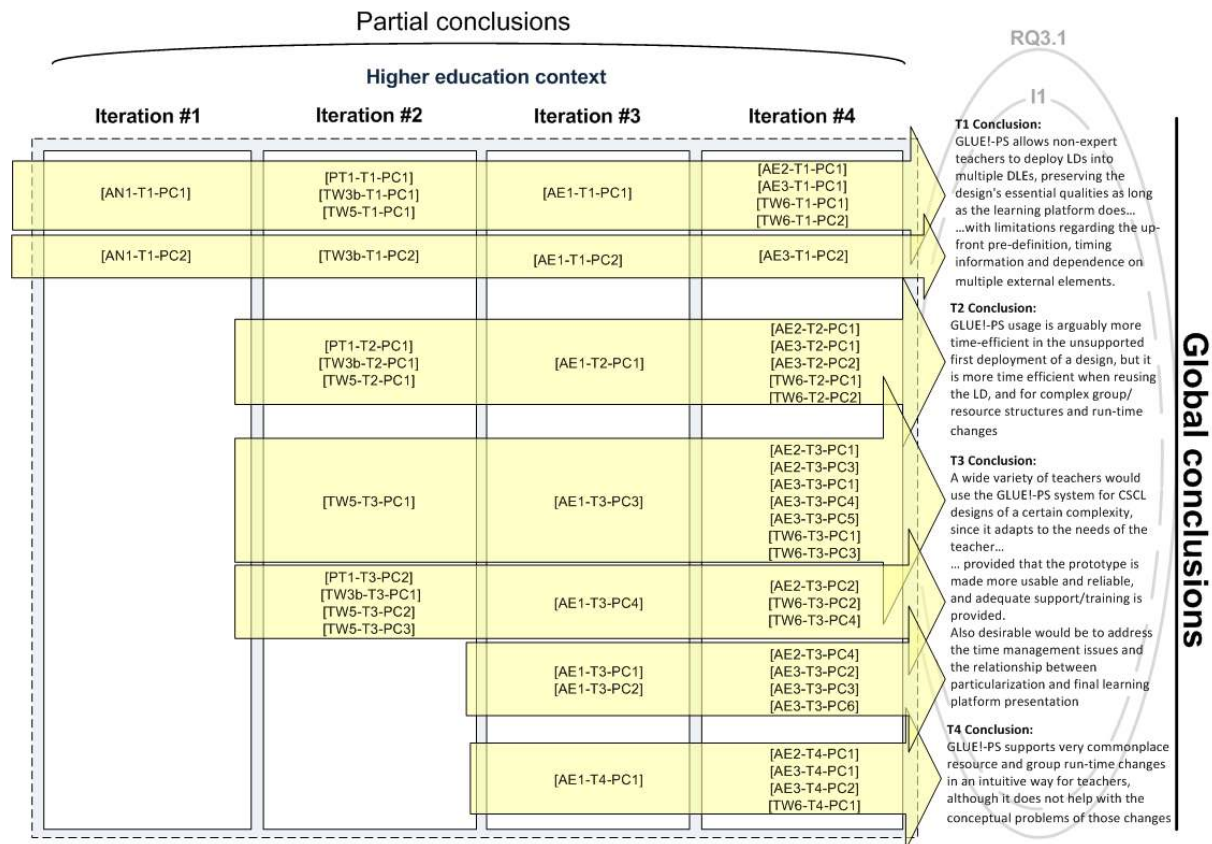 Partial conclusions
Higher education context
Iteration #1
Iteration #2
Iteration #3
Iteration #4
RQ3.1
I1
[AN1-T1-PC1]
[PT1-T1-PC1]
[TW3b-T1-PC1]
[TW5-T1-PC1]
[AE1-T1-PC1]
[AE2-T1-PC1]
[AE3-T1-PC1]
[TW6-T1-PC1]
[TW6-T1-PC2]
[AN1-T1-PC2]
[TW3b-T1-PC2]
[AE1-T1-PC2]
[AE3-T1-PC2]
T1 Conclusion:
GLUE!-PS allows non-expert
teachers to deploy LDs into
multiple DLEs, preserving the
design's essential qualities as long
as the learning platform does...
...with limitations regarding the up-
front pre-definition, timing
information and dependence on
multiple external elements.
[PT1-T2-PC1]
[TW3b-T2-PC1]
[TW5-T2-PC1]
[AE1-T2-PC1]
[AE2-T2-PC1]
[AE3-T2-PC1]
[AE3-T2-PC2]
[TW6-T2-PC1]
[TW6-T2-PC2]
T2 Conclusion:
GLUE!-PS usage is arguably more
time-efficient in the unsupported
first deployment of a design, but it
is more time efficient when reusing
the LD, and for complex group/
resource structures and run-time
changes
[TW5-T3-PC1]
[AE1-T3-PC3]
[AE2-T3-PC1]
[AE2-T3-PC3]
[AE3-T3-PC1]
[AE3-T3-PC4]
[AE3-T3-PC5]
[TW6-T3-PC1]
[TW6-T3-PC3]
[PT1-T3-PC2]
[TW3b-T3-PC1]
[TW5-T3-PC2]
[TW5-T3-PC3]
[AE1-T3-PC4]
[AE2-T3-PC2]
[TW6-T3-PC2]
[TW6-T3-PC4]
[AE1-T3-PC1]
[AE1-T3-PC2]
[AE2-T3-PC4]
[AE3-T3-PC2]
[AE3-T3-PC3]
[AE3-T3-PC6]
T3 Conclusion:
A wide variety of teachers would
use the GLUE!-PS system for CSCL
designs of a certain complexity,
since it adapts to the needs of the
teacher...
... provided that the prototype is
made more usable and reliable,
and adequate support/training is
provided.
Also desirable would be to address
the time management issues and
the relationship between
particularization and final learning
platform presentation
[AE1-T4-PC1]
[AE2-T4-PC1]
[AE3-T4-PC1]
[AE3-T4-PC2]
[TW6-T4-PC1]
T4 Conclusion:
GLUE!-PS supports very commonplace
resource and group run-time changes
in an intuitive way for teachers,
although it does not help with the
conceptual problems of those changes
Global conclusions